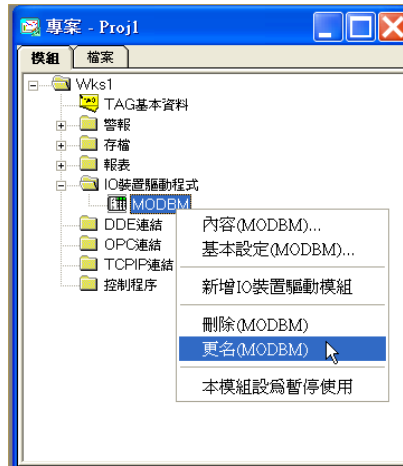 專案 - Proj1
模組 檔案
Wks1
TAG基本資料
警報
存檔
報表
IO裝置驅動程式
MODBM
DDE連結
OPC連結
TCPIP連結
控制程序
內容(MODBM)...
基本設定(MODBM)...
新增IO裝置驅動模組
刪除(MODBM)
更名(MODBM)
本模組設為暫停使用